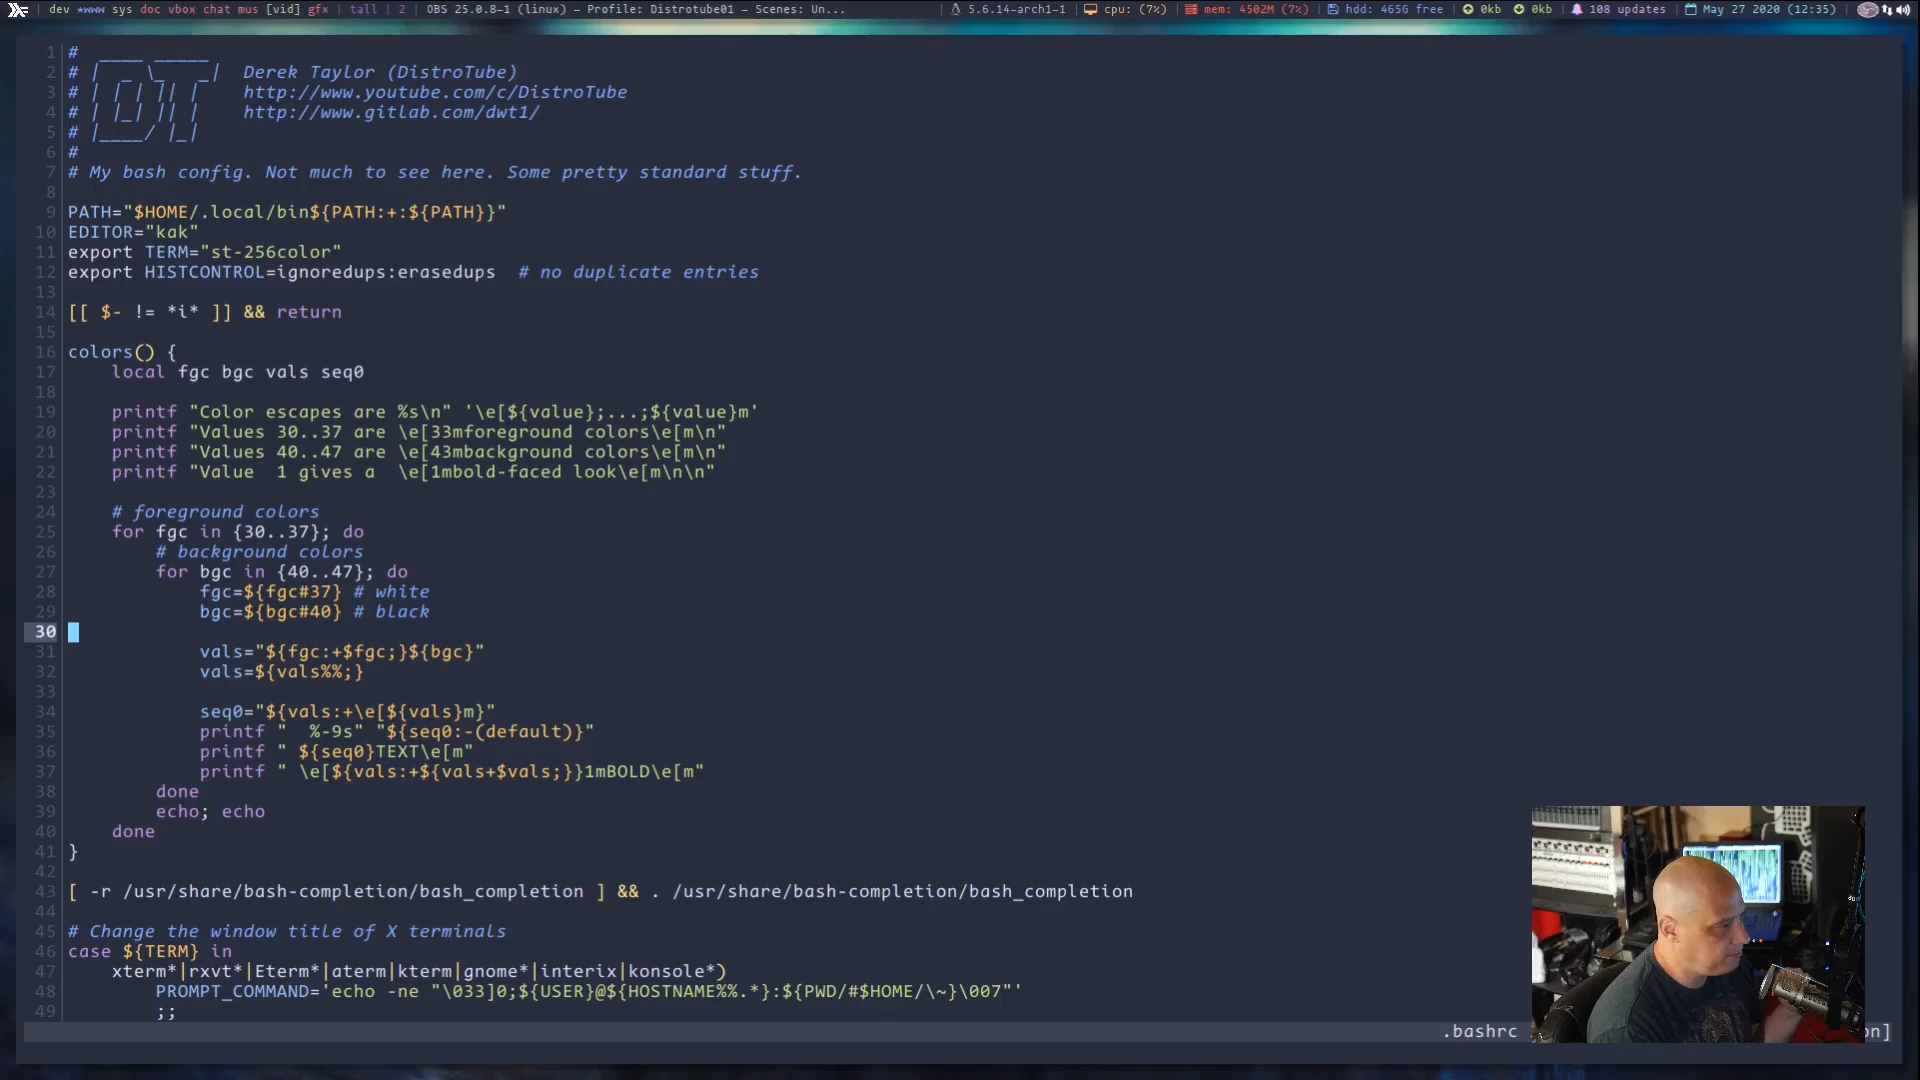 dev *www sys doc vbox chat mus [vid] gfx | tall | 2 | OBS 25.0.8-1 (linux) – Profile: Distrotube01 – Scenes: Un... | 5.6.14-arch1-1 | cpu: (7%) | mem: 4502M (7%) | hdd: 465G free | 0kb 0kb | 108 updates | May 27 2020 (12:35)
1 #  ____ _____
2 # |  _ \_   _|  Derek Taylor (DistroTube)
3 # | | | || |    http://www.youtube.com/c/DistroTube
4 # | |_| || |    http://www.gitlab.com/dwt1/
5 # |____/ |_|
6 #
7 # My bash config. Not much to see here. Some pretty standard stuff.
8
9 PATH="$HOME/.local/bin${PATH:+:${PATH}}"
10 EDITOR="kak"
11 export TERM="st-256color"
12 export HISTCONTROL=ignoredups:erasedups  # no duplicate entries
13
14 [[ $- != *i* ]] && return
15
16 colors() {
17     local fgc bgc vals seq0
18
19     printf "Color escapes are %s\n" '\e[${value};...;${value}m'
20     printf "Values 30..37 are \e[33mforeground colors\e[m\n"
21     printf "Values 40..47 are \e[43mbackground colors\e[m\n"
22     printf "Value  1 gives a  \e[1mbold-faced look\e[m\n\n"
23
24     # foreground colors
25     for fgc in {30..37}; do
26         # background colors
27         for bgc in {40..47}; do
28             fgc=${fgc#37} # white
29             bgc=${bgc#40} # black
30
31             vals="${fgc:+$fgc;}${bgc}"
32             vals=${vals%%;}
33
34             seq0="${vals:+\e[${vals}m}"
35             printf "  %-9s" "${seq0:-(default)}"
36             printf " ${seq0}TEXT\e[m"
37             printf " \e[${vals:+${vals+$vals;}}1mBOLD\e[m"
38         done
39         echo; echo
40     done
41 }
42
43 [ -r /usr/share/bash-completion/bash_completion ] && . /usr/share/bash-completion/bash_completion
44
45 # Change the window title of X terminals
46 case ${TERM} in
47     xterm*|rxvt*|Eterm*|aterm|kterm|gnome*|interix|konsole*)
48         PROMPT_COMMAND='echo -ne "\033]0;${USER}@${HOSTNAME%%.*}:${PWD/#$HOME/\~}\007"'
49         ;;
.bashrc